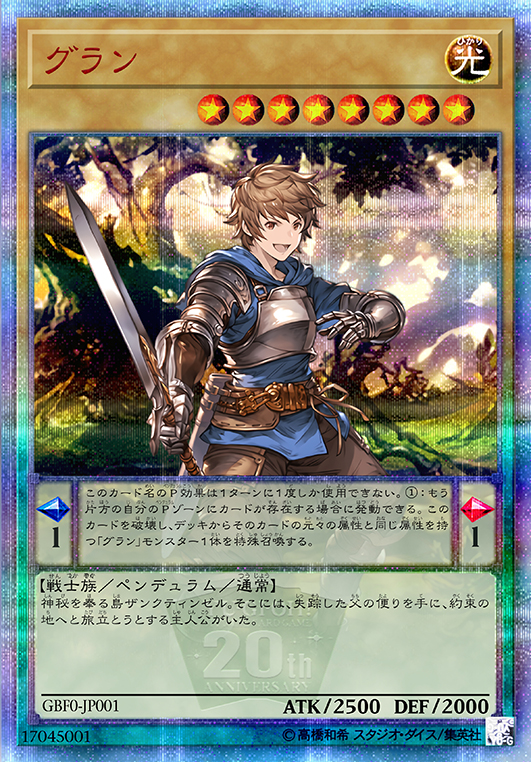 グラン
ひかり
光
このカード名のP効果は1ターンに1度しか使用できない。①:もう
片方の自分のPゾーンにカードが存在する場合に発動できる。この
カードを破壊し、デッキからそのカードの元々の属性と同じ属性を持
つ「グラン」モンスター1体を特殊召喚する。
1
1
【戦士族/ペンデュラム/通常】
神秘を奉る島ザンクティンゼル。そこには、失踪した父の便りを手に、約束の
地へと旅立とうとする主人公がいた。
20th
ANNIVERSARY
GBF0-JP001
ATK/2500 DEF/2000
17045001
©高橋和希 スタジオ・ダイス/集英社